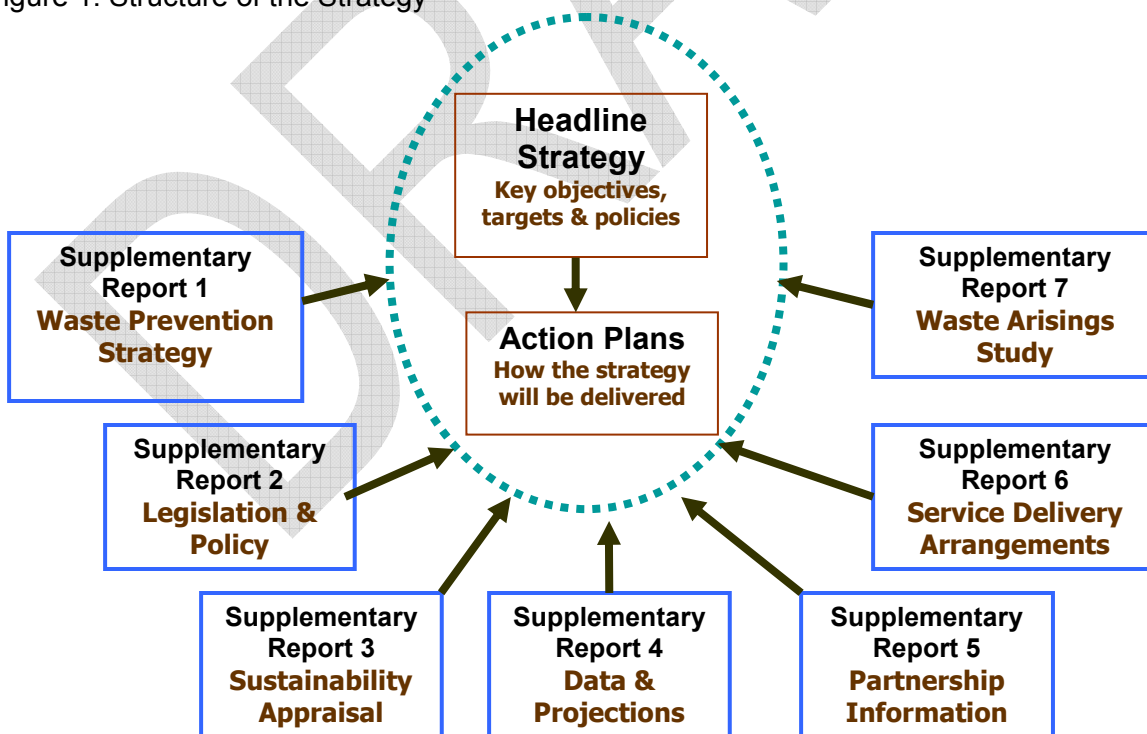 Figure 1: Structure of the Strategy
Headline
Strategy
Key objectives,
targets & policies
Action Plans
How the strategy
will be delivered
Supplementary
Report 1
Waste Prevention
Strategy
Supplementary
Report 2
Legislation &
Policy
Supplementary
Report 3
Sustainability
Appraisal
Supplementary
Report 4
Data &
Projections
Supplementary
Report 5
Partnership
Information
Supplementary
Report 6
Service Delivery
Arrangements
Supplementary
Report 7
Waste Arisings
Study